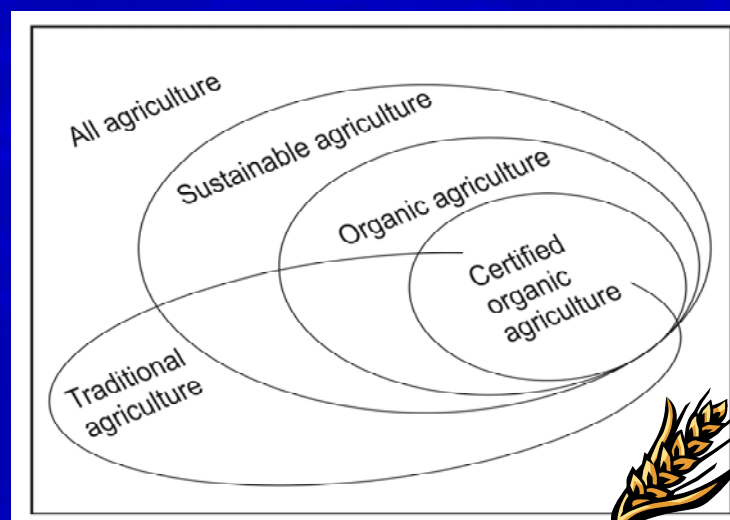 All agriculture
Sustainable agriculture
Organic agriculture
Certified
organic
agriculture
Traditional
agriculture